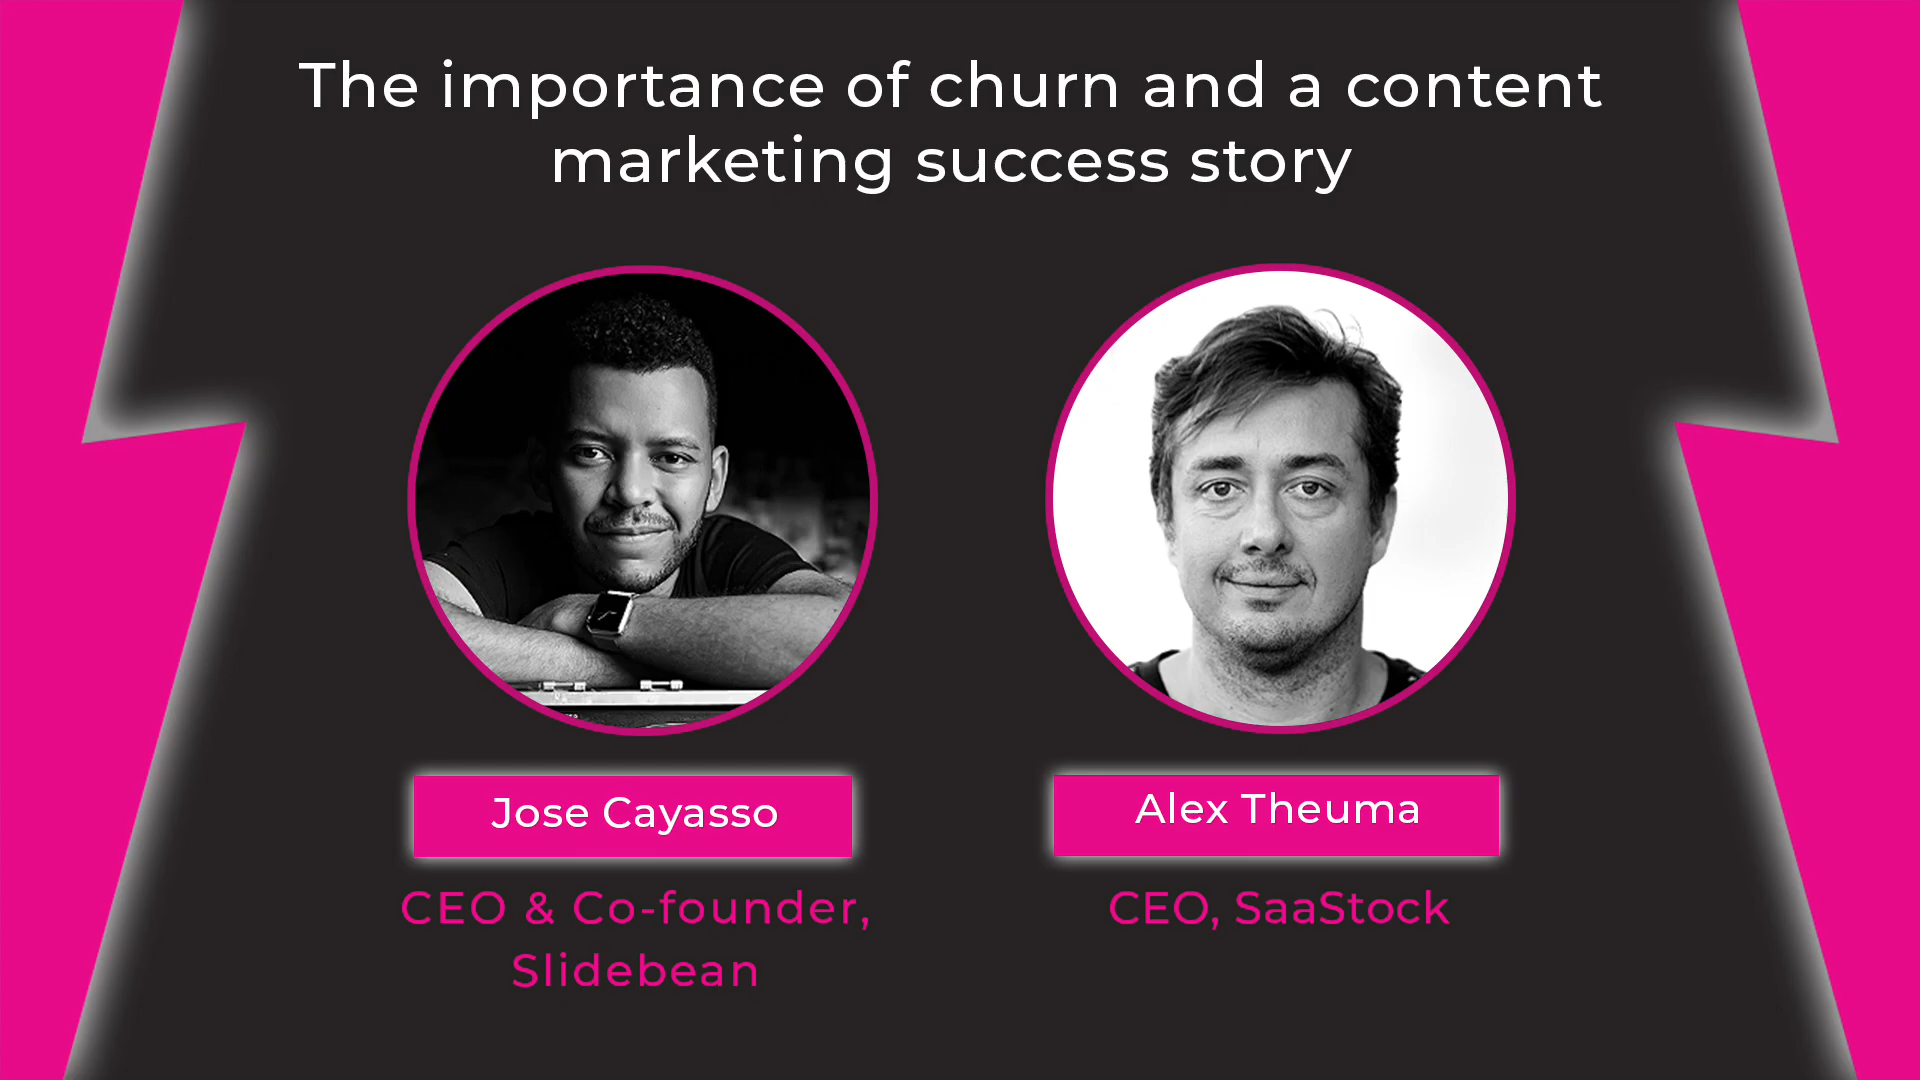 The importance of churn and a content
marketing success story
Jose Cayasso
Alex Theuma
CEO & Co-founder,
Slidebean
CEO, SaaStock